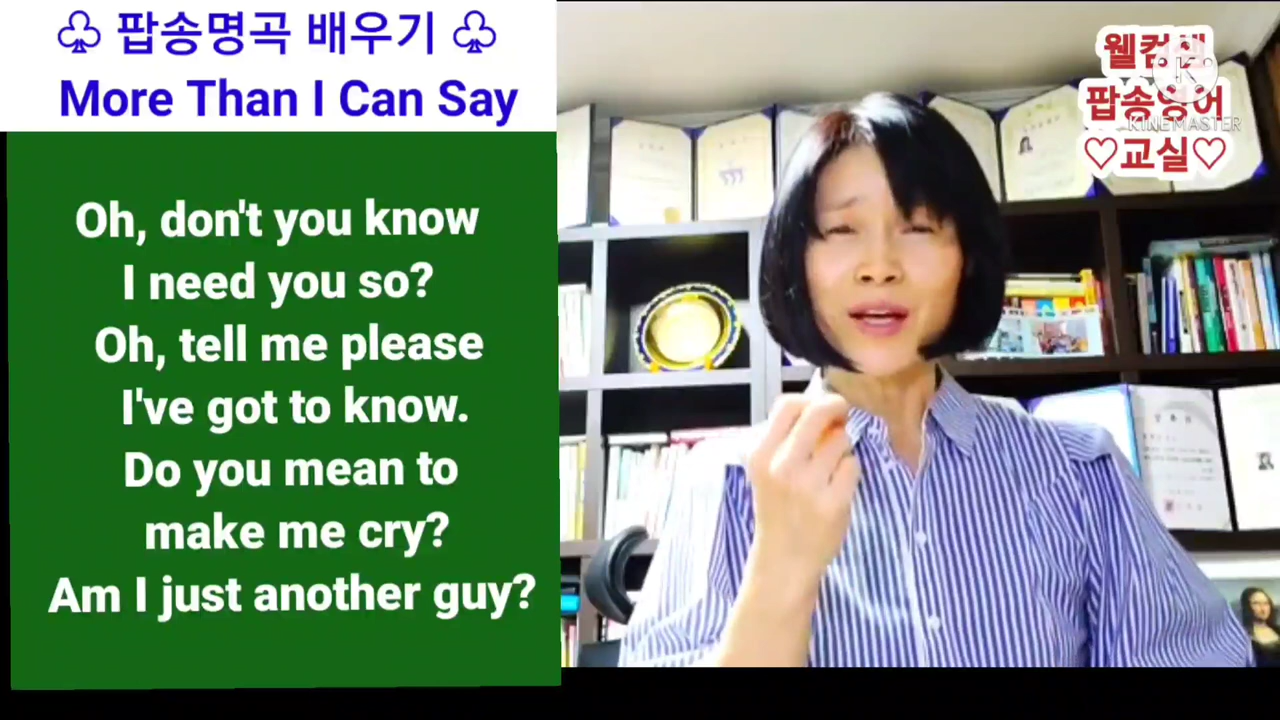 ♧ 팝송명곡 배우기 ♧
More Than I Can Say
Oh, don't you know
I need you so?
Oh, tell me please
I've got to know.
Do you mean to
make me cry?
Am I just another guy?
웰컴쌤
팝송영어
♡교실♡
KINEMASTER